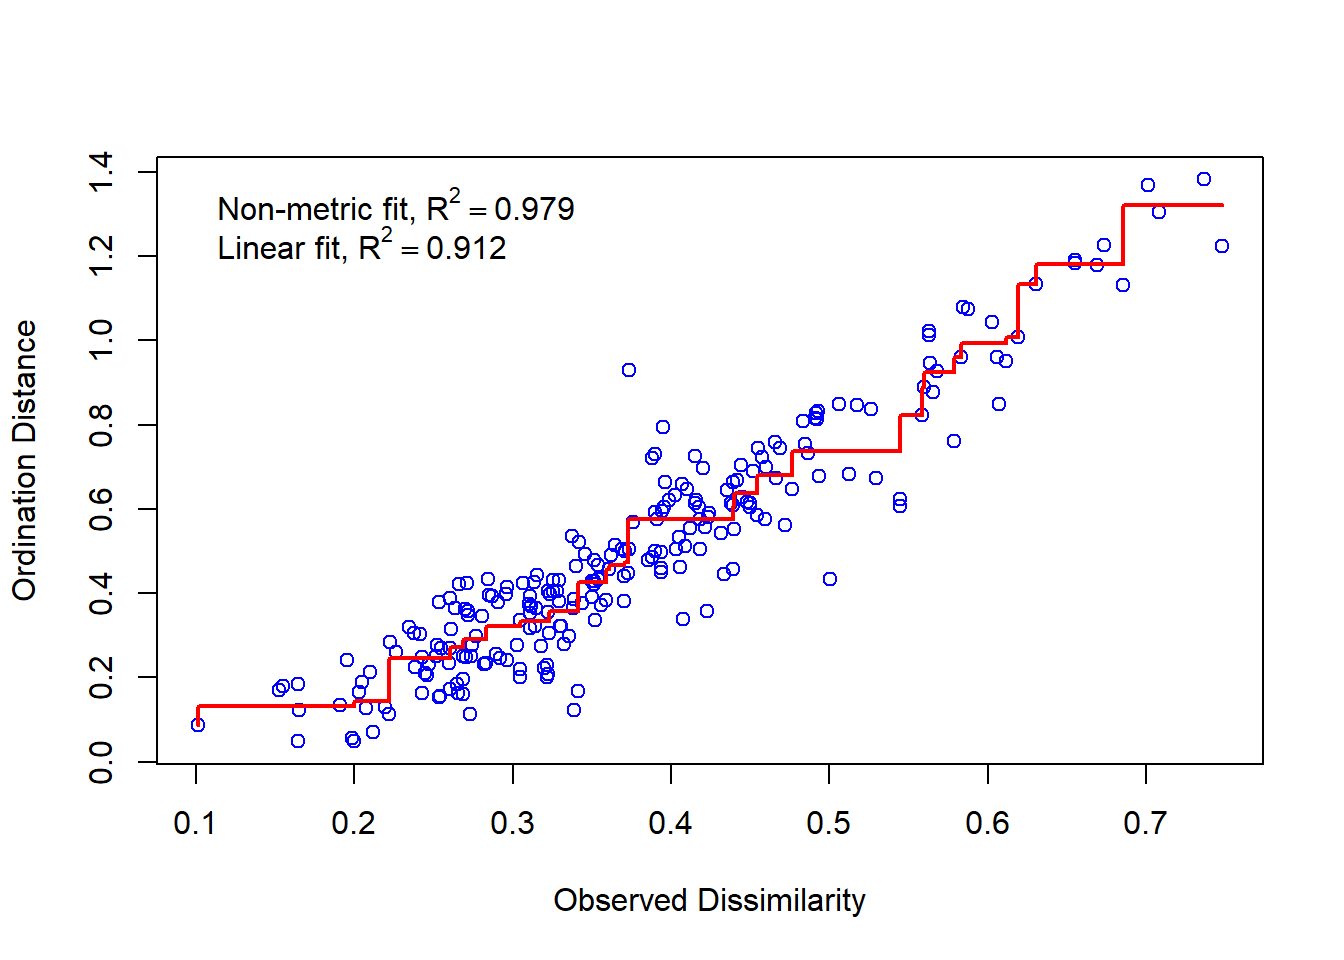 Non-metric fit, R² = 0.979
Linear fit, R² = 0.912
Ordination Distance
1.4
1.2
1.0
0.8
0.6
0.4
0.2
0.0
0.1 0.2 0.3 0.4 0.5 0.6 0.7
Observed Dissimilarity